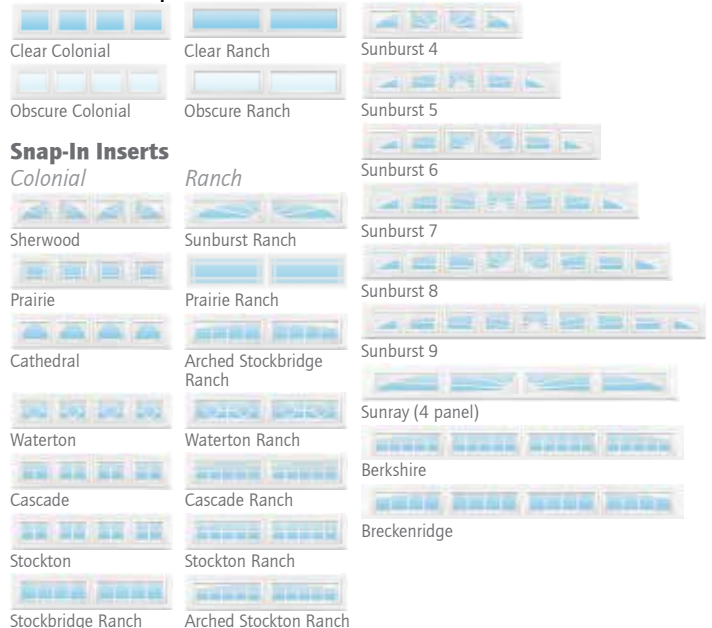 Clear Colonial
Clear Ranch
Obscure Colonial
Obscure Ranch
Snap-In Inserts
Colonial
Ranch
Sherwood
Sunburst Ranch
Prairie
Prairie Ranch
Cathedral
Arched Stockbridge
Ranch
Waterton
Waterton Ranch
Cascade
Cascade Ranch
Stockton
Stockton Ranch
Stockbridge Ranch
Arched Stockton Ranch
Sunburst 4
Sunburst 5
Sunburst 6
Sunburst 7
Sunburst 8
Sunburst 9
Sunray (4 panel)
Berkshire
Breckenridge